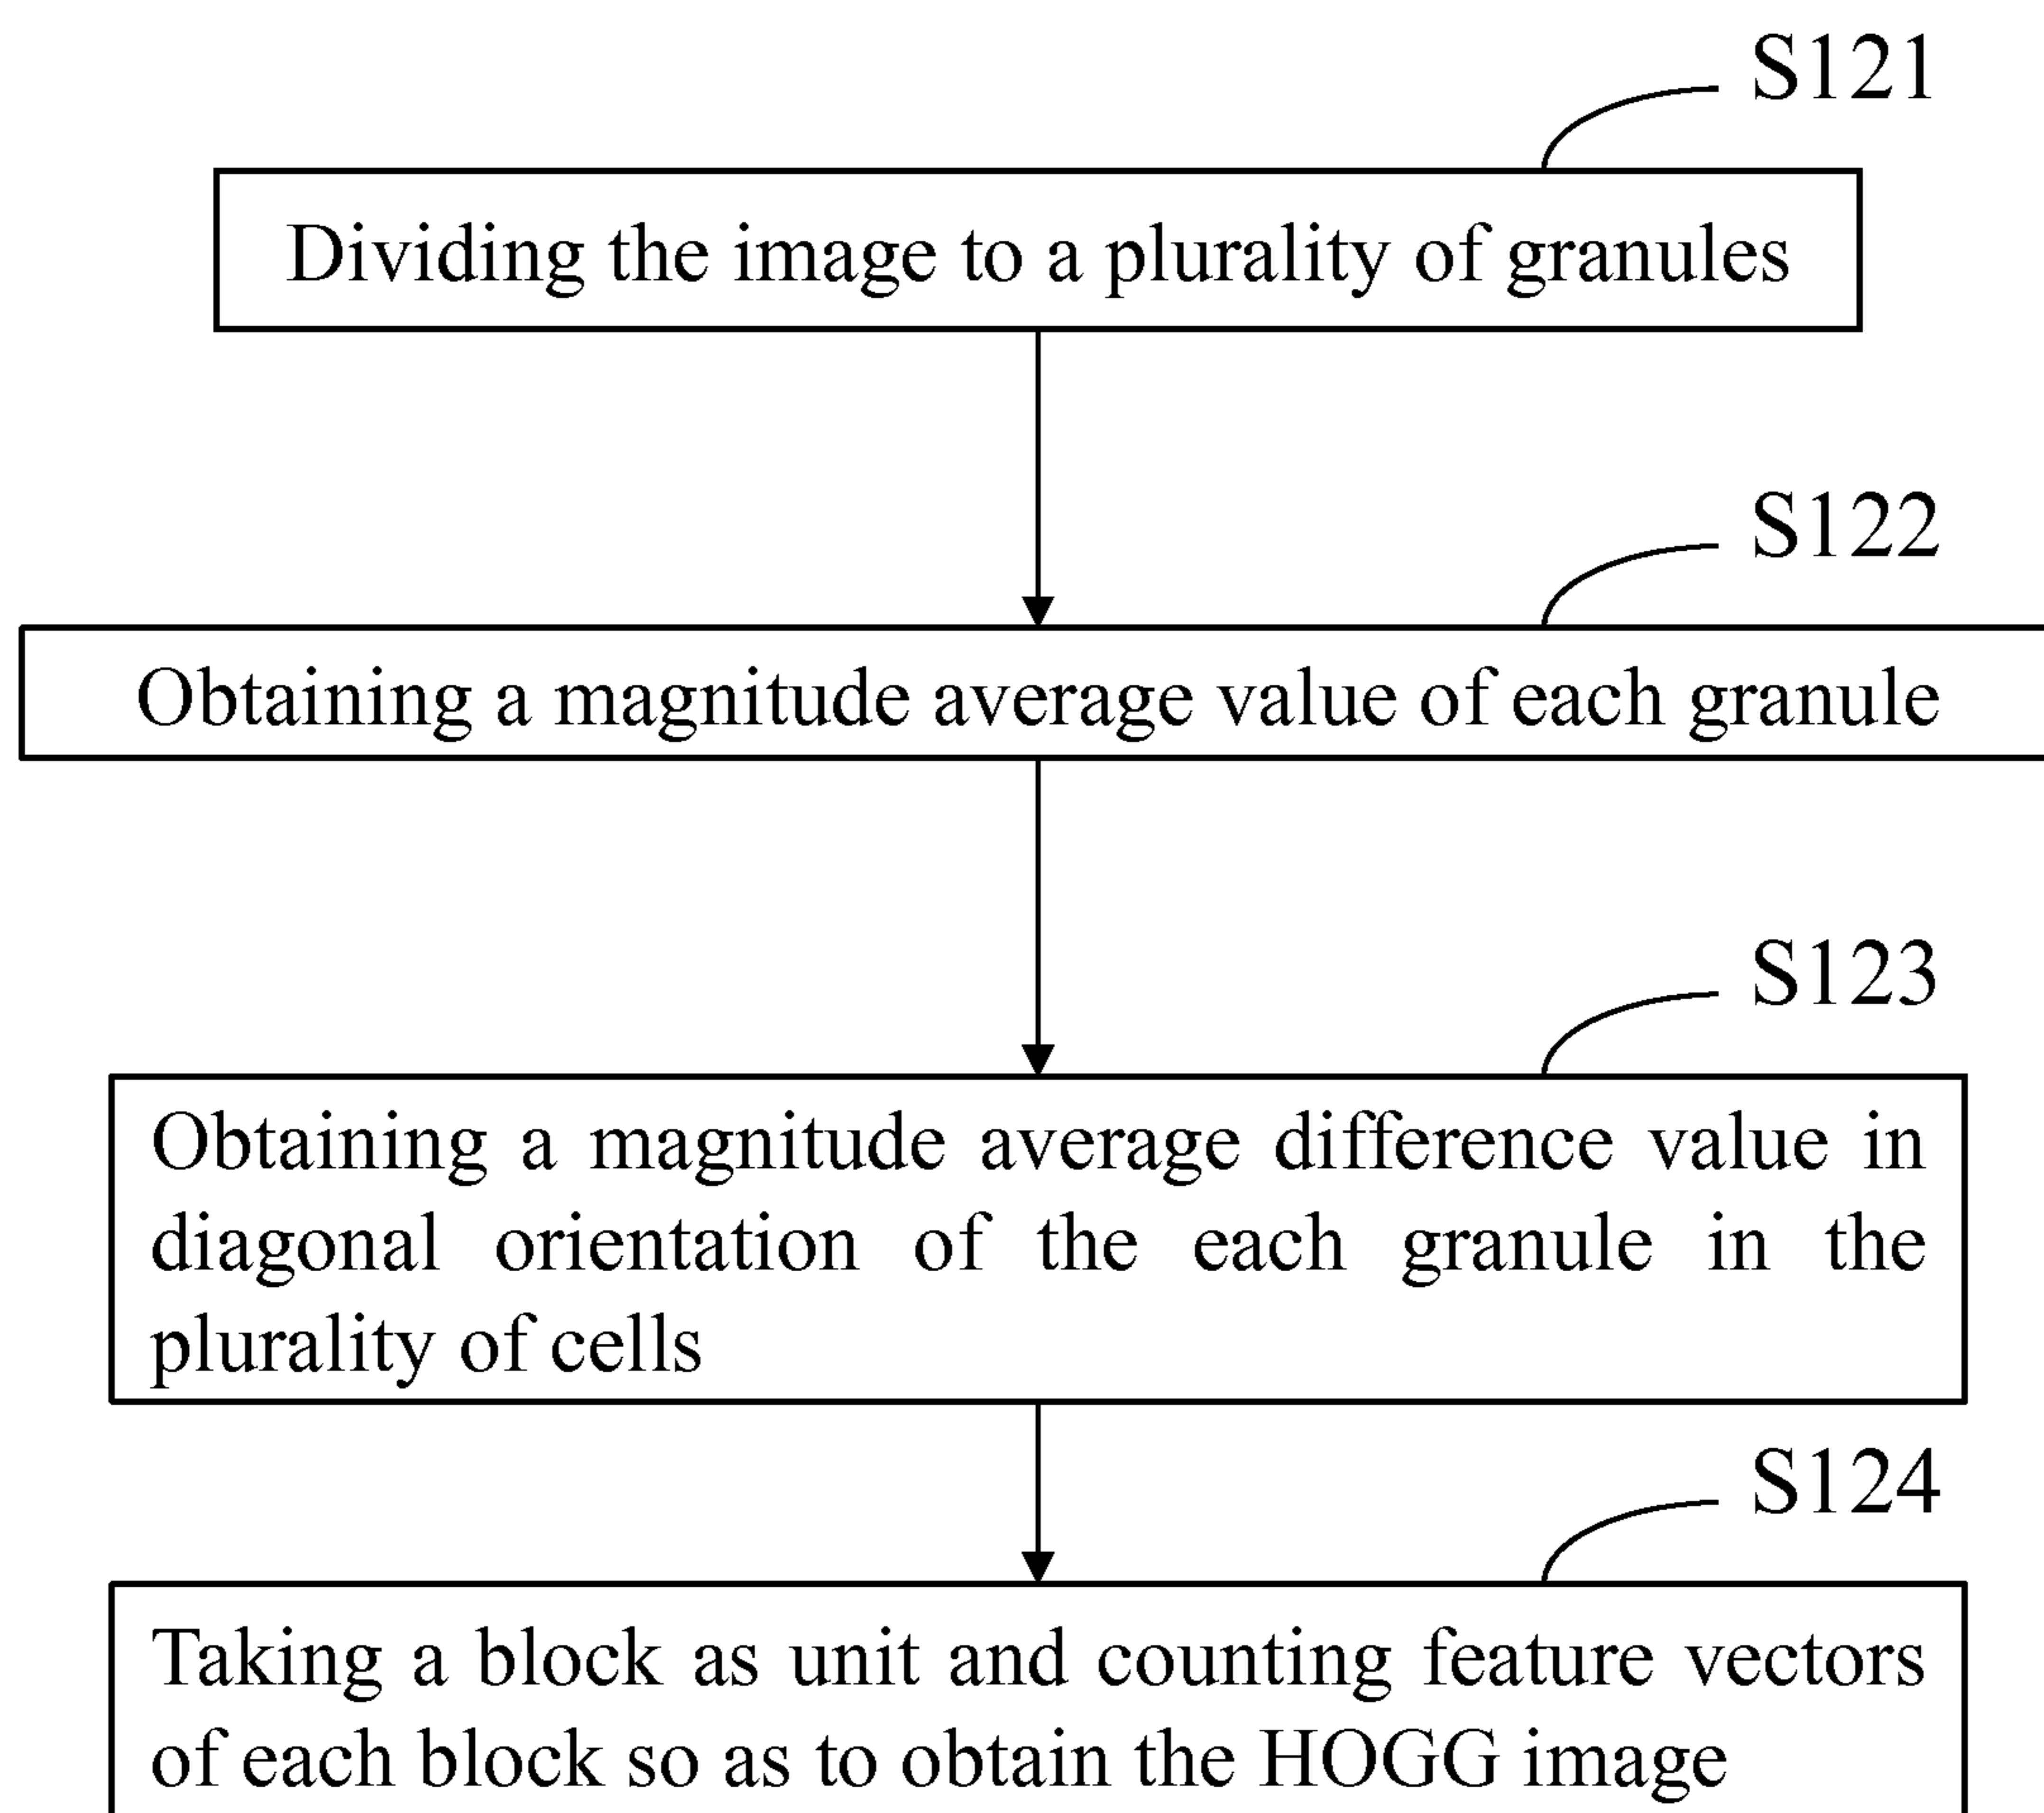 S121
Dividing the image to a plurality of granules
S122
Obtaining a magnitude average value of each granule
S123
Obtaining a magnitude average difference value in
diagonal orientation of the each granule in the
plurality of cells
S124
Taking a block as unit and counting feature vectors
of each block so as to obtain the HOGG image